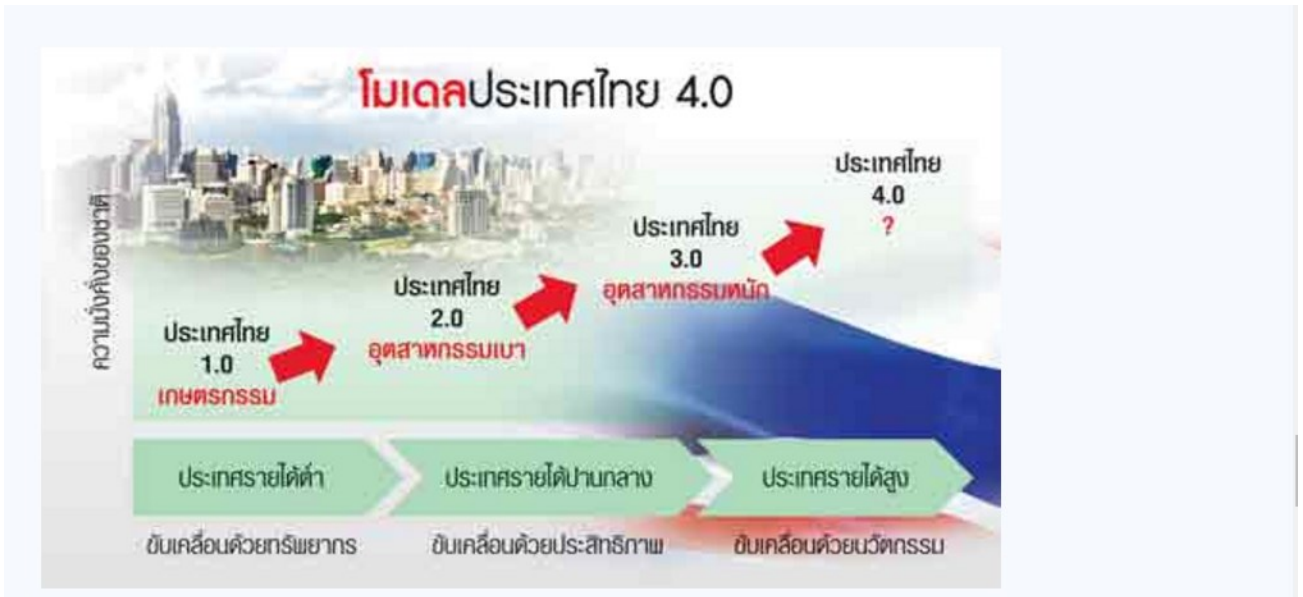 โมเดลประเทศไทย 4.0
ความมั่งคั่งของชาติ
ประเทศไทย
1.0
เกษตรกรรม
ประเทศไทย
2.0
อุตสาหกรรมเบา
ประเทศไทย
3.0
อุตสาหกรรมหนัก
ประเทศไทย
4.0
?
ประเทศรายได้ต่ำ
ประเทศรายได้ปานกลาง
ประเทศรายได้สูง
ขับเคลื่อนด้วยทรัพยากร
ขับเคลื่อนด้วยประสิทธิภาพ
ขับเคลื่อนด้วยนวัตกรรม